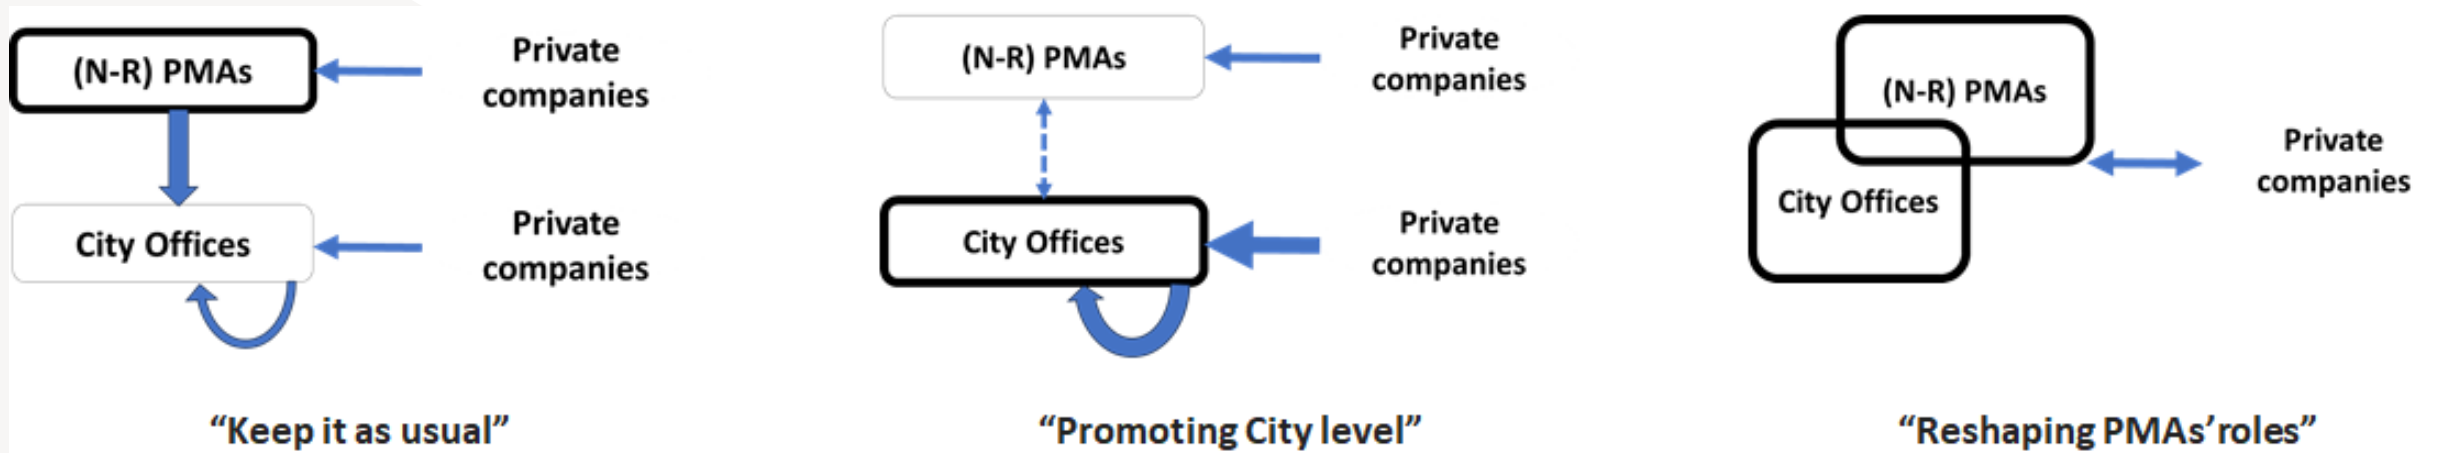 (N-R) PMAs
Private
companies
City Offices
Private
companies
“Keep it as usual”
(N-R) PMAs
Private
companies
City Offices
Private
companies
“Promoting City level”
(N-R) PMAs
City Offices
Private
companies
“Reshaping PMAs’roles”